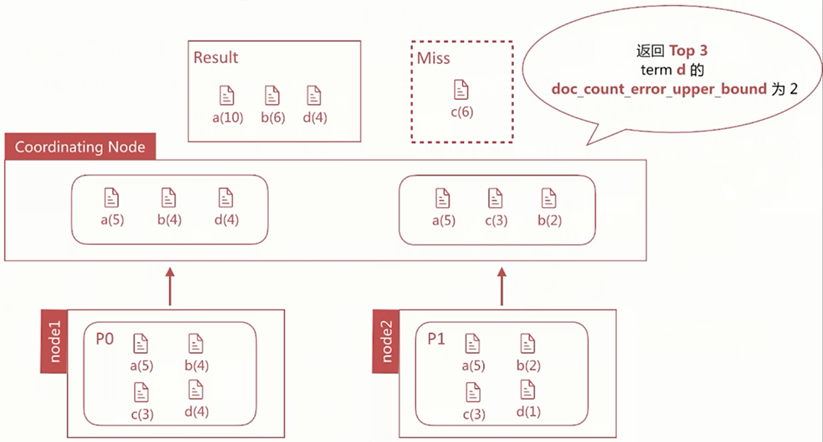 Result
a(10) b(6) d(4)
Miss
c(6)
返回 Top 3
term d 的
doc_count_error_upper_bound 为 2
Coordinating Node
a(5) b(4) d(4)
a(5) c(3) b(2)
node1
P0
a(5) b(4)
c(3) d(4)
node2
P1
a(5) b(2)
c(3) d(1)